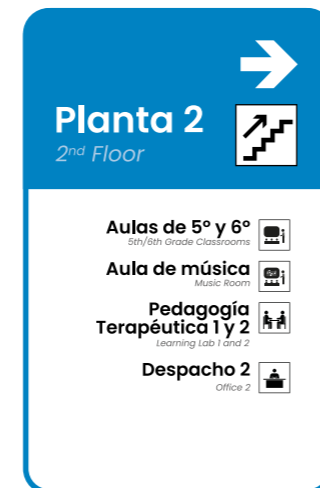 Planta 2
2nd Floor
Aulas de 5º y 6º
5th/6th Grade Classrooms
Aula de música
Music Room
Pedagogía
Terapéutica 1 y 2
Learning Lab 1 and 2
Despacho 2
Office 2